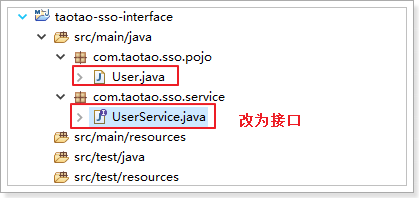 taotao-sso-interface
src/main/java
com.taotao.sso.pojo
User.java
com.taotao.sso.service
UserService.java
改为接口
src/main/resources
src/test/java
src/test/resources